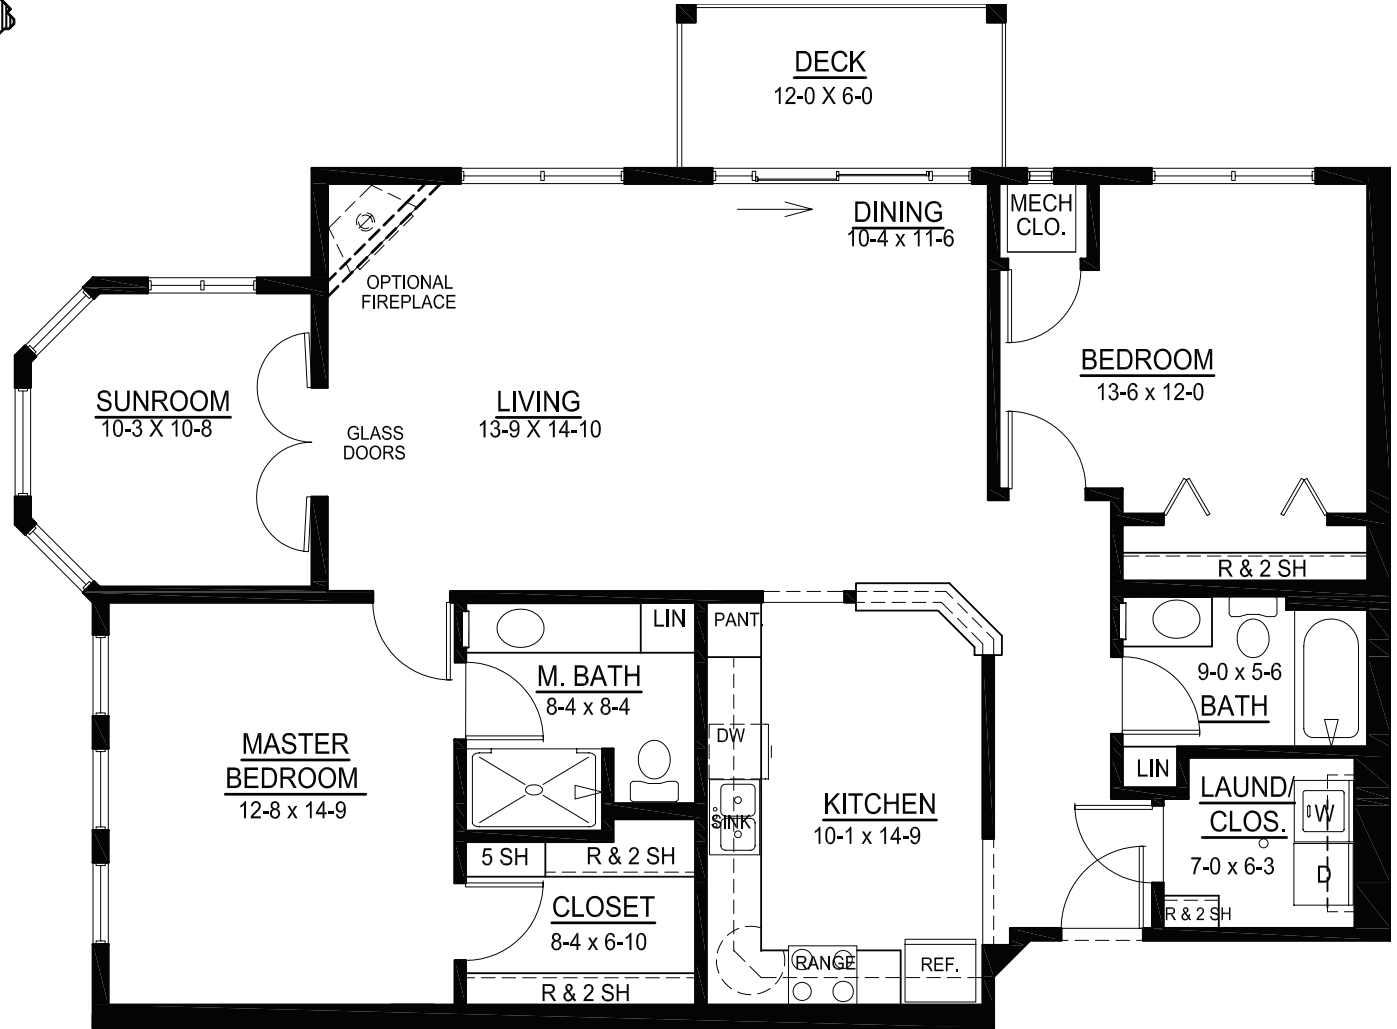 DECK
12-0 X 6-0
MECH
CLO.
DINING
10-4 x 11-6
OPTIONAL
FIREPLACE
BEDROOM
13-6 x 12-0
SUNROOM
10-3 X 10-8
LIVING
13-9 X 14-10
GLASS
DOORS
R & 2 SH
LIN
PANT.
M. BATH
8-4 x 8-4
9-0 x 5-6
BATH
DW
MASTER
BEDROOM
12-8 x 14-9
LIN
LAUND/
CLOS.
7-0 x 6-3
W
D
R & 2 SH
SINK
KITCHEN
10-1 x 14-9
5 SH
R & 2 SH
CLOSET
8-4 x 6-10
R & 2 SH
RANGE
REF.